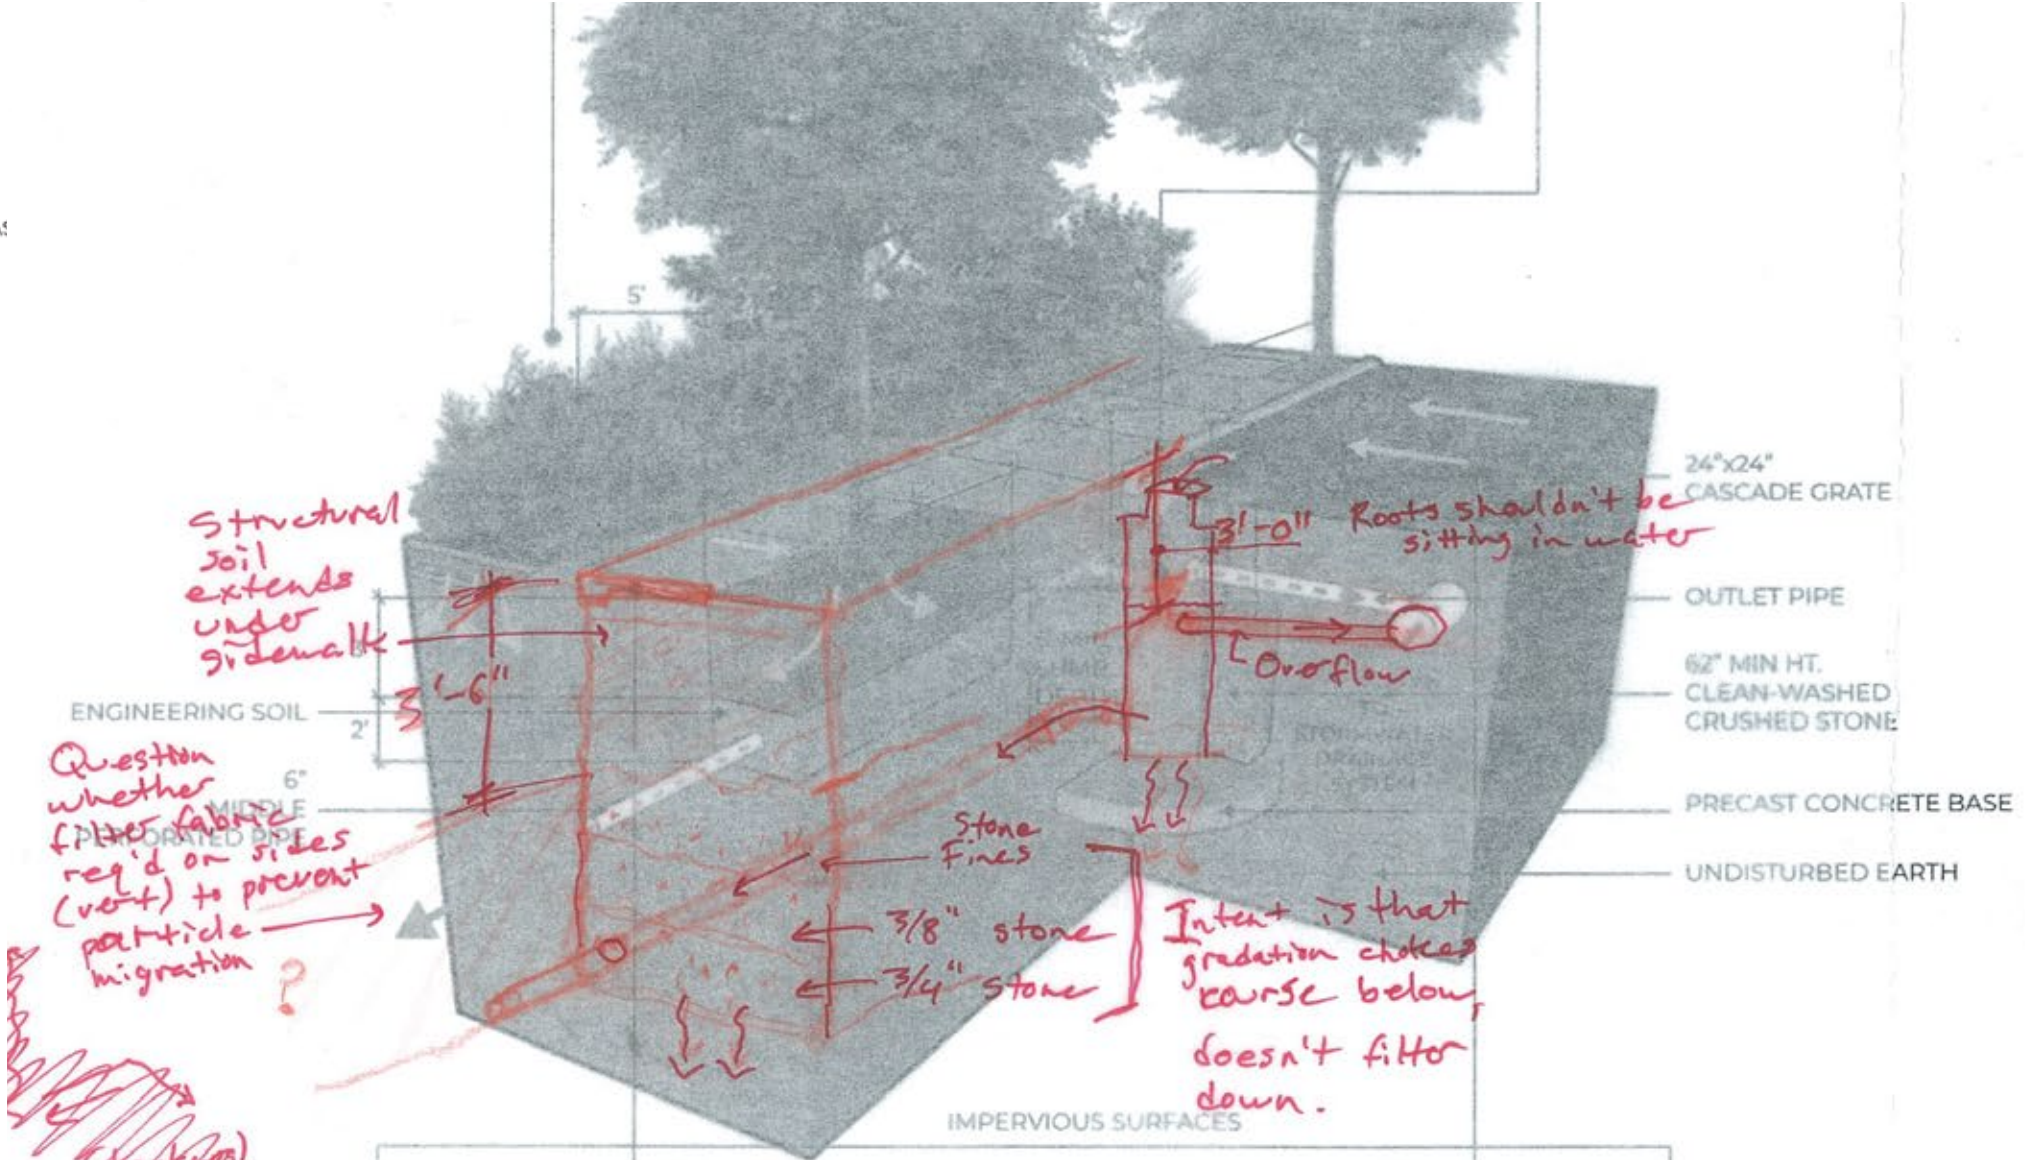 5'
24"x24"
CASCADE GRATE
Structural
soil
extends
under
sidewalk
3'-0"
Roots shouldn't be
sitting in water
OUTLET PIPE
Overflow
62" MIN HT.
CLEAN-WASHED
CRUSHED STONE
3'-6"
ENGINEERING SOIL
2'
6"
MIDDLE
PERFORATED PIPE
Question
whether
filter fabric
req'd on sides
(vert) to prevent
particle
migration
?
PRECAST CONCRETE BASE
UNDISTURBED EARTH
Stone
Fines
3/8" stone
3/4" stone
Intent is that
gradation chokes
course below,
doesn't filter
down.
IMPERVIOUS SURFACES